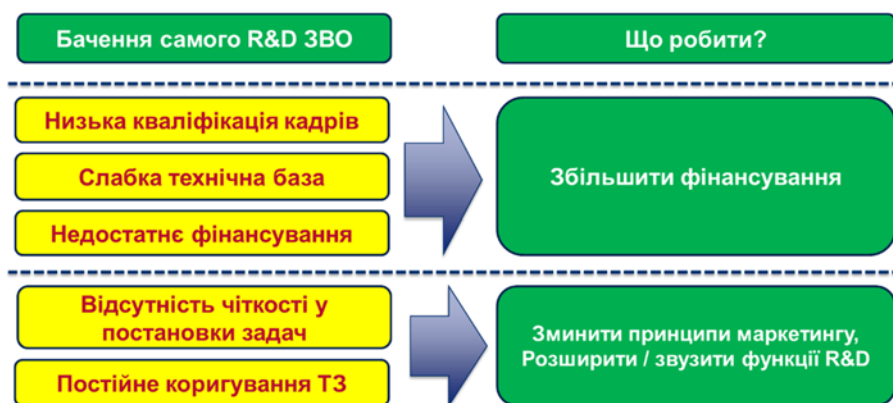 Бачення самого R&D ЗВО
Що робити?
Низька кваліфікація кадрів
Слабка технічна база
Недостатнє фінансування
Збільшити фінансування
Відсутність чіткості у
постановки задач
Постійне коригування ТЗ
Зминити принципи маркетингу,
Розширити / звузити функції R&D